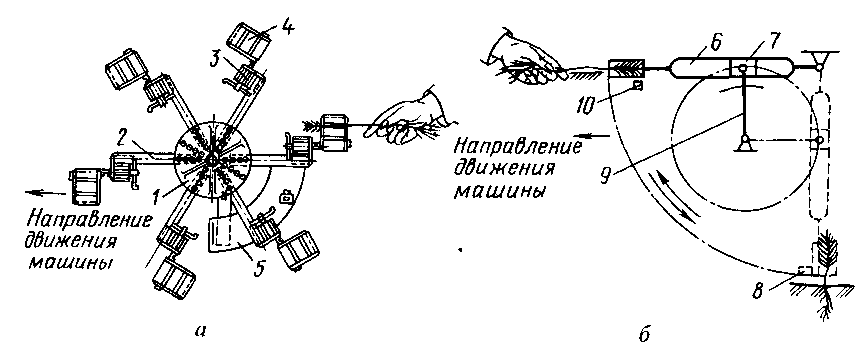 4
3
2
1
5
Направление
движения
машины
а
6
7
10
9
8
Направление
движения
машины
б